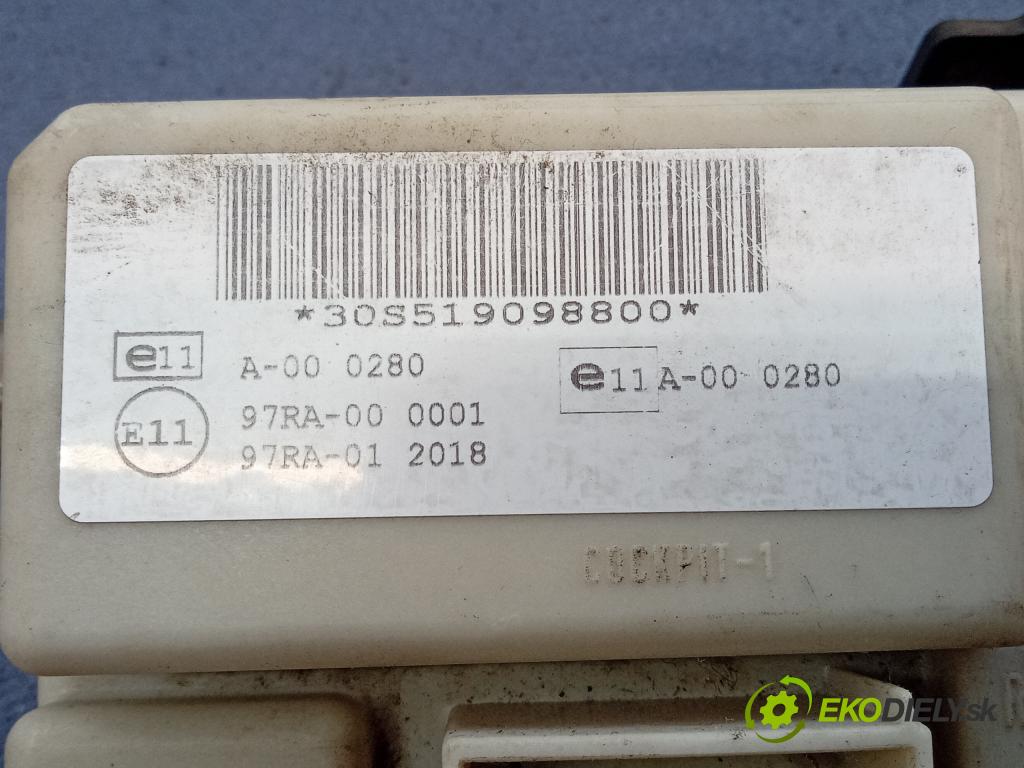 *30S519098800*
e11 A-00 0280
e11 A-00 0280
E11 97RA-00 0001
97RA-01 2018
COCKPIT-1
EKODIELY.sk